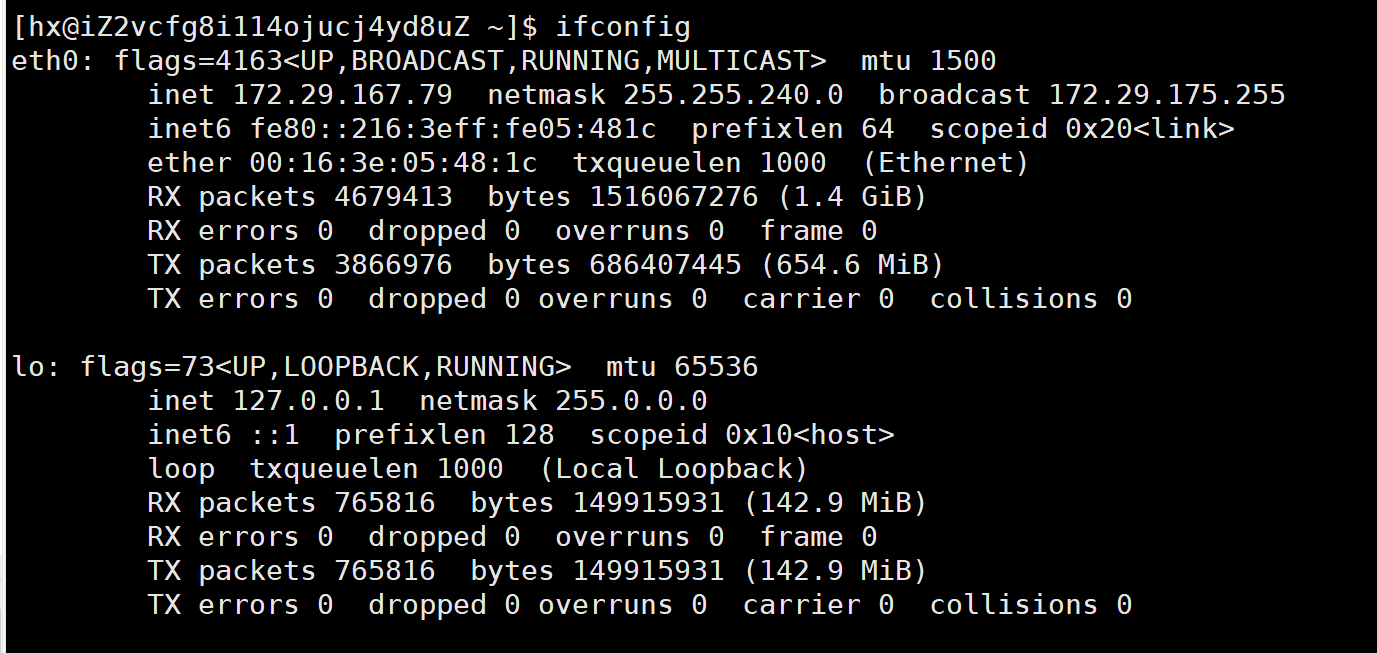 [hx@iZ2vcfg8i114ojucj4yd8uZ ~]$ ifconfig
eth0: flags=4163<UP,BROADCAST,RUNNING,MULTICAST>  mtu 1500
        inet 172.29.167.79  netmask 255.255.240.0  broadcast 172.29.175.255
        inet6 fe80::216:3eff:fe05:481c  prefixlen 64  scopeid 0x20<link>
        ether 00:16:3e:05:48:1c  txqueuelen 1000  (Ethernet)
        RX packets 4679413  bytes 1516067276 (1.4 GiB)
        RX errors 0  dropped 0  overruns 0  frame 0
        TX packets 3866976  bytes 686407445 (654.6 MiB)
        TX errors 0  dropped 0 overruns 0  carrier 0  collisions 0

lo: flags=73<UP,LOOPBACK,RUNNING>  mtu 65536
        inet 127.0.0.1  netmask 255.0.0.0
        inet6 ::1  prefixlen 128  scopeid 0x10<host>
        loop  txqueuelen 1000  (Local Loopback)
        RX packets 765816  bytes 149915931 (142.9 MiB)
        RX errors 0  dropped 0  overruns 0  frame 0
        TX packets 765816  bytes 149915931 (142.9 MiB)
        TX errors 0  dropped 0 overruns 0  carrier 0  collisions 0